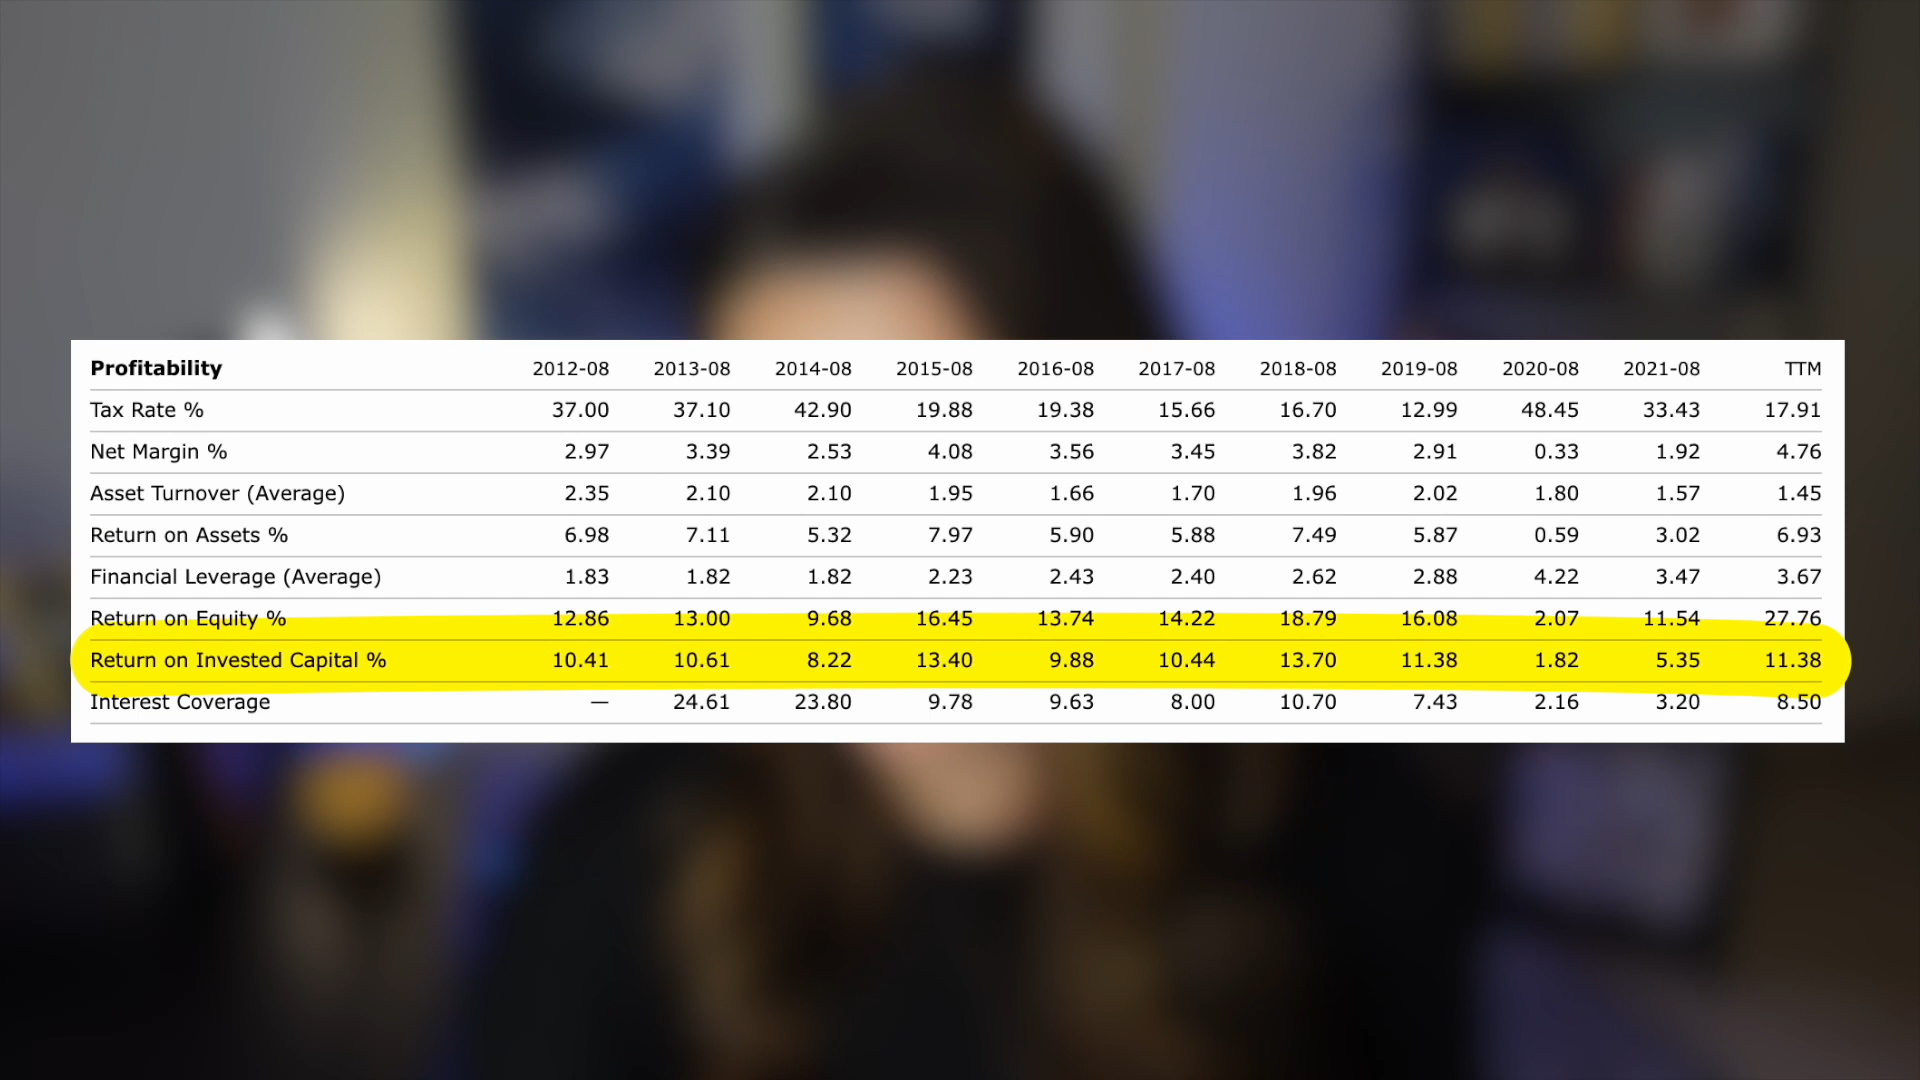 Profitability 2012-08 2013-08 2014-08 2015-08 2016-08 2017-08 2018-08 2019-08 2020-08 2021-08 TTM
Tax Rate % 37.00 37.10 42.90 19.88 19.38 15.66 16.70 12.99 48.45 33.43 17.91
Net Margin % 2.97 3.39 2.53 4.08 3.56 3.45 3.82 2.91 0.33 1.92 4.76
Asset Turnover (Average) 2.35 2.10 2.10 1.95 1.66 1.70 1.96 2.02 1.80 1.57 1.45
Return on Assets % 6.98 7.11 5.32 7.97 5.90 5.88 7.49 5.87 0.59 3.02 6.93
Financial Leverage (Average) 1.83 1.82 1.82 2.23 2.43 2.40 2.62 2.88 4.22 3.47 3.67
Return on Equity % 12.86 13.00 9.68 16.45 13.74 14.22 18.79 16.08 2.07 11.54 27.76
Return on Invested Capital % 10.41 10.61 8.22 13.40 9.88 10.44 13.70 11.38 1.82 5.35 11.38
Interest Coverage — 24.61 23.80 9.78 9.63 8.00 10.70 7.43 2.16 3.20 8.50